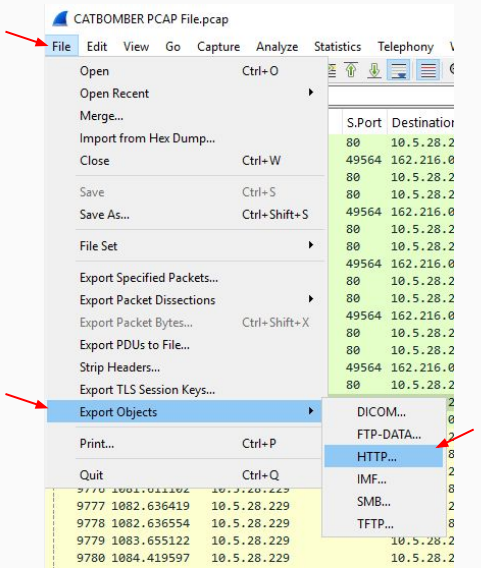 CATBOMBER PCAP File.pcap
File Edit View Go Capture Analyze Statistics Telephony
Open Ctrl+O
Open Recent
Merge...
Import from Hex Dump...
Close Ctrl+W
Save Ctrl+S
Save As... Ctrl+Shift+S
File Set
Export Specified Packets...
Export Packet Dissections
Export Packet Bytes... Ctrl+Shift+X
Export PDUs to File...
Strip Headers...
Export TLS Session Keys...
Export Objects
Print... Ctrl+P
Quit Ctrl+Q
DICOM...
FTP-DATA...
HTTP...
IMF...
SMB...
TFTP...
S.Port Destination
80 10.5.28.2
49564 162.216.0
80 10.5.28.2
80 10.5.28.2
49564 162.216.0
80 10.5.28.2
80 10.5.28.2
49564 162.216.0
80 10.5.28.2
80 10.5.28.2
49564 162.216.0
80 10.5.28.2
80 10.5.28.2
49564 162.216.0
80 10.5.28.2
9776 1081.611102 10.5.28.229
9777 1082.636419 10.5.28.229
9778 1082.636554 10.5.28.229
9779 1083.655122 10.5.28.229 10.5.28.229
9780 1084.419597 10.5.28.229 10.5.28.229